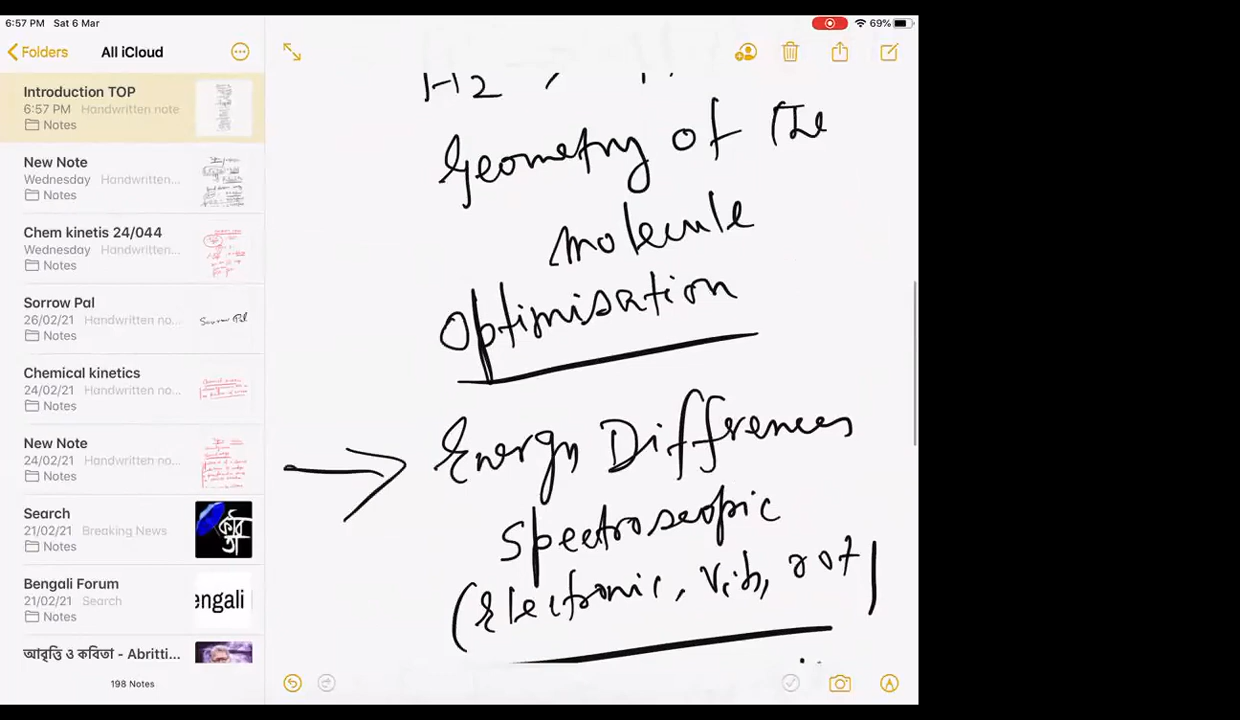 6:57 PM Sat 6 Mar
69%
Folders
All iCloud
Introduction TOP
6:57 PM Handwritten note
Notes
New Note
Wednesday Handwritten...
Notes
Chem kinetis 24/044
Wednesday Handwritten...
Notes
Sorrow Pal
26/02/21 Handwritten no...
Notes
Chemical kinetics
24/02/21 Handwritten no...
Notes
New Note
24/02/21 Handwritten no...
Notes
Search
21/02/21 Breaking News
Notes
Bengali Forum
21/02/21 Search
Notes
আবৃত্তি ও কবিতা - Abritti...
198 Notes
Sorrow Pal
engali
H2
Geometry of the
molecule
Optimisation
Energy Differences
Spectroscopic
(Electronic, Vib, rot)